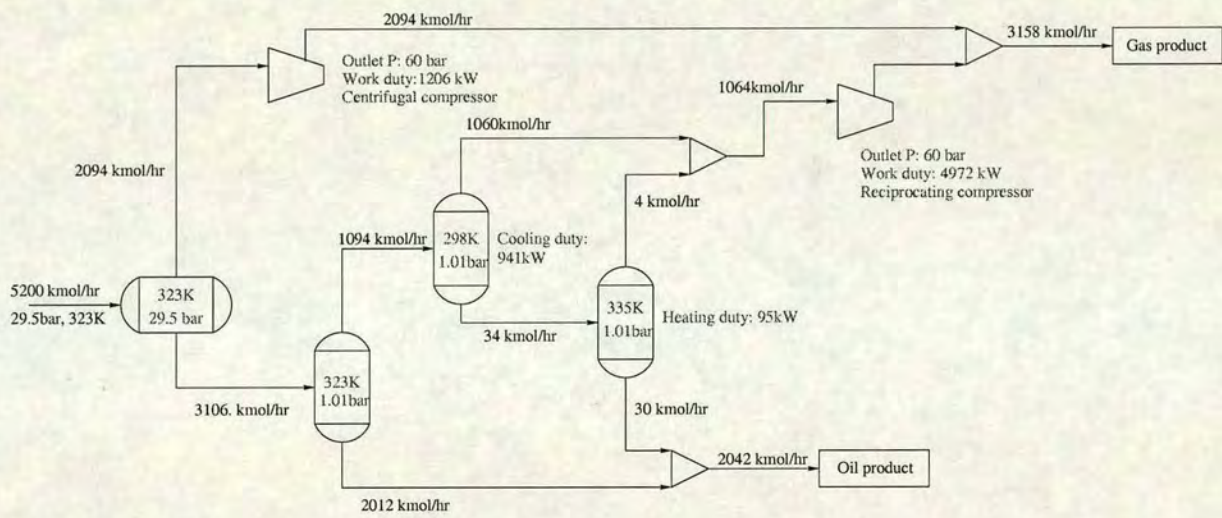 2094 kmol/hr
3158 kmol/hr
Gas product
Outlet P: 60 bar
Work duty:1206 kW
Centrifugal compressor
1064kmol/hr
1060kmol/hr
2094 kmol/hr
Outlet P: 60 bar
Work duty: 4972 kW
Reciprocating compressor
4 kmol/hr
1094 kmol/hr
298K
1.01bar
Cooling duty:
941kW
5200 kmol/hr
29.5bar, 323K
323K
29.5 bar
335K
1.01bar
Heating duty: 95kW
34 kmol/hr
323K
1.01bar
3106. kmol/hr
30 kmol/hr
2042 kmol/hr
Oil product
2012 kmol/hr